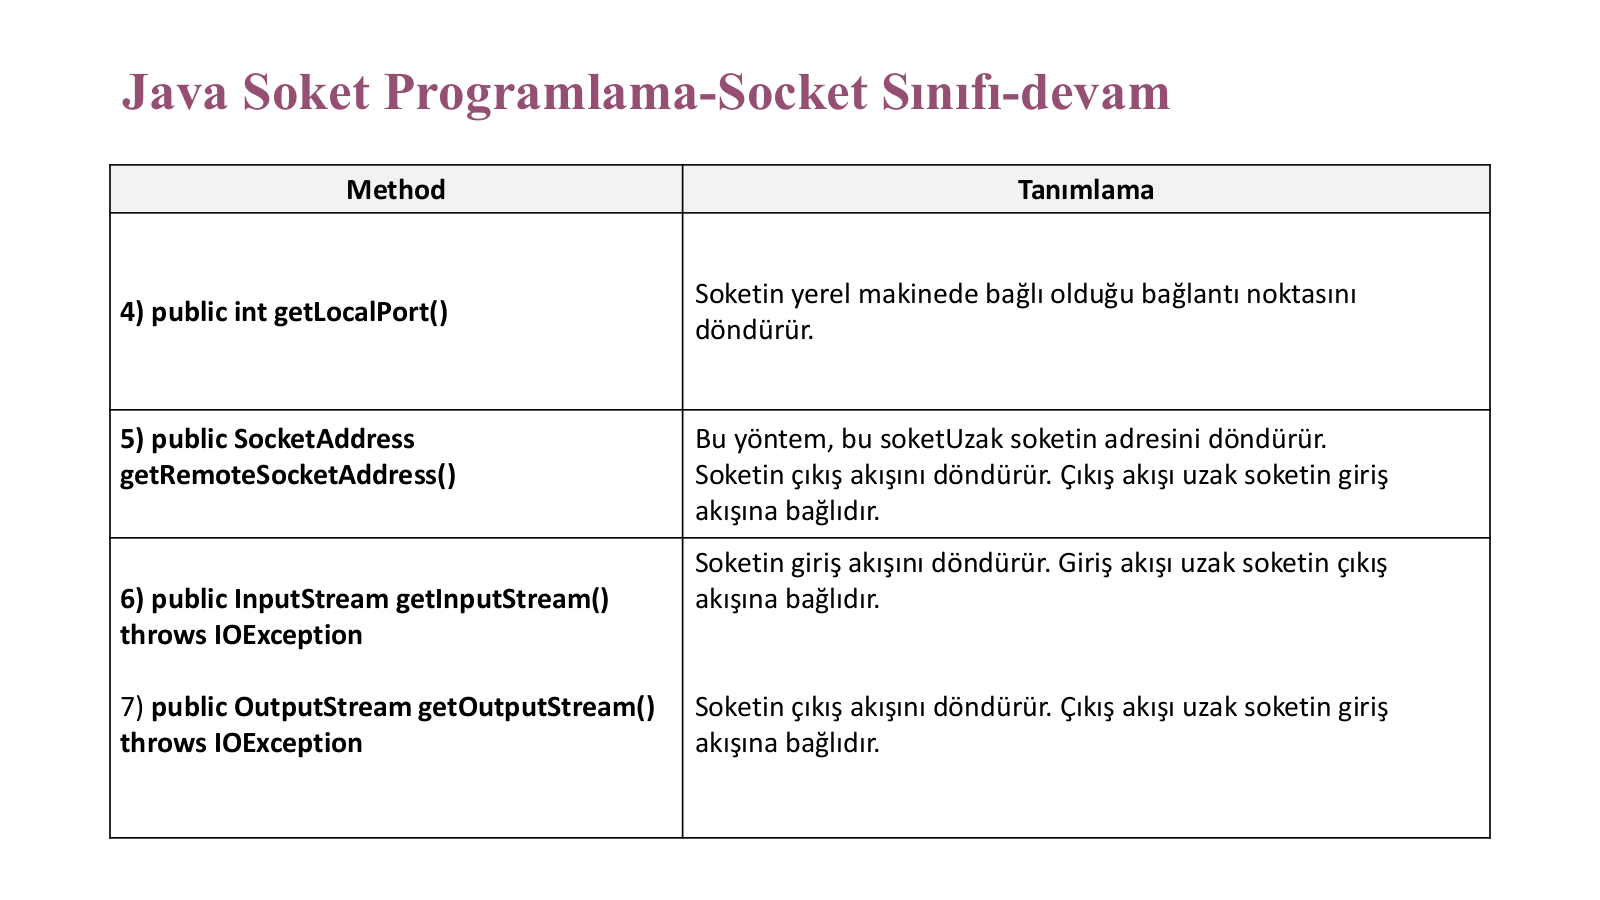 Java Soket Programlama-Socket Sınıfı-devam
Method
Tanımlama
4) public int getLocalPort()
Soketin yerel makinede bağlı olduğu bağlantı noktasını
döndürür.
5) public SocketAddress
getRemoteSocketAddress()
Bu yöntem, bu soketUzak soketin adresini döndürür.
Soketin çıkış akışını döndürür. Çıkış akışı uzak soketin giriş
akışına bağlıdır.
6) public InputStream getInputStream()
throws IOException
Soketin giriş akışını döndürür. Giriş akışı uzak soketin çıkış
akışına bağlıdır.
7) public OutputStream getOutputStream()
throws IOException
Soketin çıkış akışını döndürür. Çıkış akışı uzak soketin giriş
akışına bağlıdır.